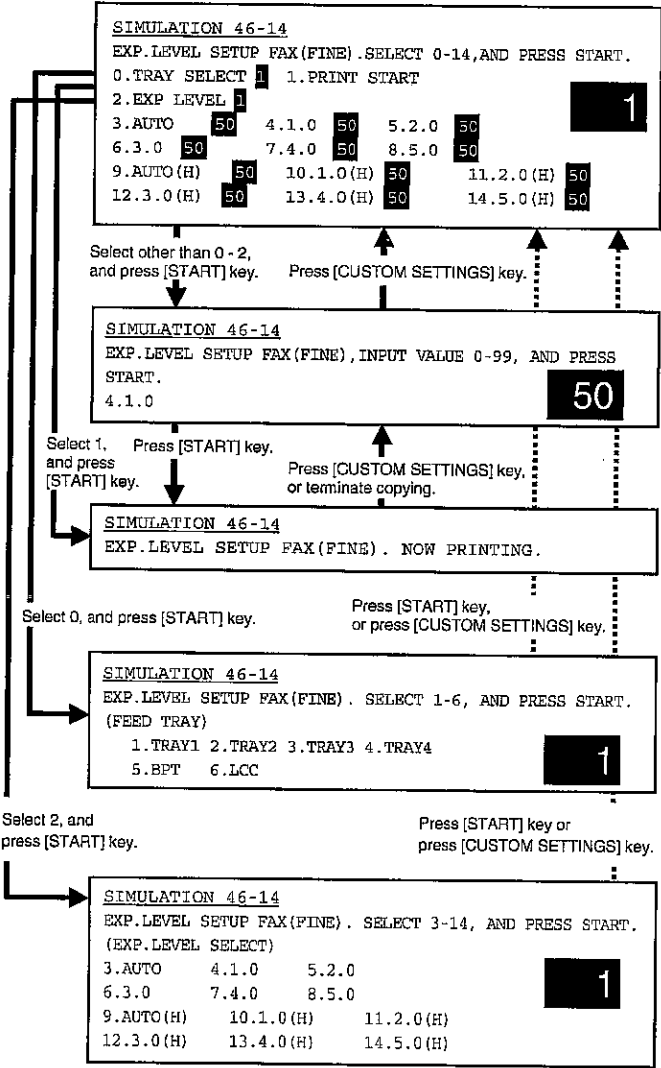 SIMULATION 46-14
EXP.LEVEL SETUP FAX(FINE).SELECT 0-14,AND PRESS START.
0.TRAY SELECT 1 1.PRINT START
2.EXP LEVEL 1
1
3.AUTO 50 4.1.0 50 5.2.0 50
6.3.0 50 7.4.0 50 8.5.0 50
9.AUTO(H) 50 10.1.0(H) 50 11.2.0(H) 50
12.3.0(H) 50 13.4.0(H) 50 14.5.0(H) 50
Select other than 0 - 2,
and press [START] key.
Press [CUSTOM SETTINGS] key.
SIMULATION 46-14
EXP.LEVEL SETUP FAX(FINE),INPUT VALUE 0-99, AND PRESS
START.
4.1.0
50
Select 1,
and press
[START] key.
Press [START] key.
Press [CUSTOM SETTINGS] key,
or terminate copying.
SIMULATION 46-14
EXP.LEVEL SETUP FAX(FINE). NOW PRINTING.
Select 0, and press [START] key.
Press [START] key,
or press [CUSTOM SETTINGS] key.
SIMULATION 46-14
EXP.LEVEL SETUP FAX(FINE). SELECT 1-6, AND PRESS START.
(FEED TRAY)
1.TRAY1 2.TRAY2 3.TRAY3 4.TRAY4
5.BPT 6.LCC
1
Select 2, and
press [START] key.
Press [START] key or
press [CUSTOM SETTINGS] key.
SIMULATION 46-14
EXP.LEVEL SETUP FAX(FINE). SELECT 3-14, AND PRESS START.
(EXP.LEVEL SELECT)
3.AUTO 4.1.0 5.2.0
6.3.0 7.4.0 8.5.0
1
9.AUTO(H) 10.1.0(H) 11.2.0(H)
12.3.0(H) 13.4.0(H) 14.5.0(H)